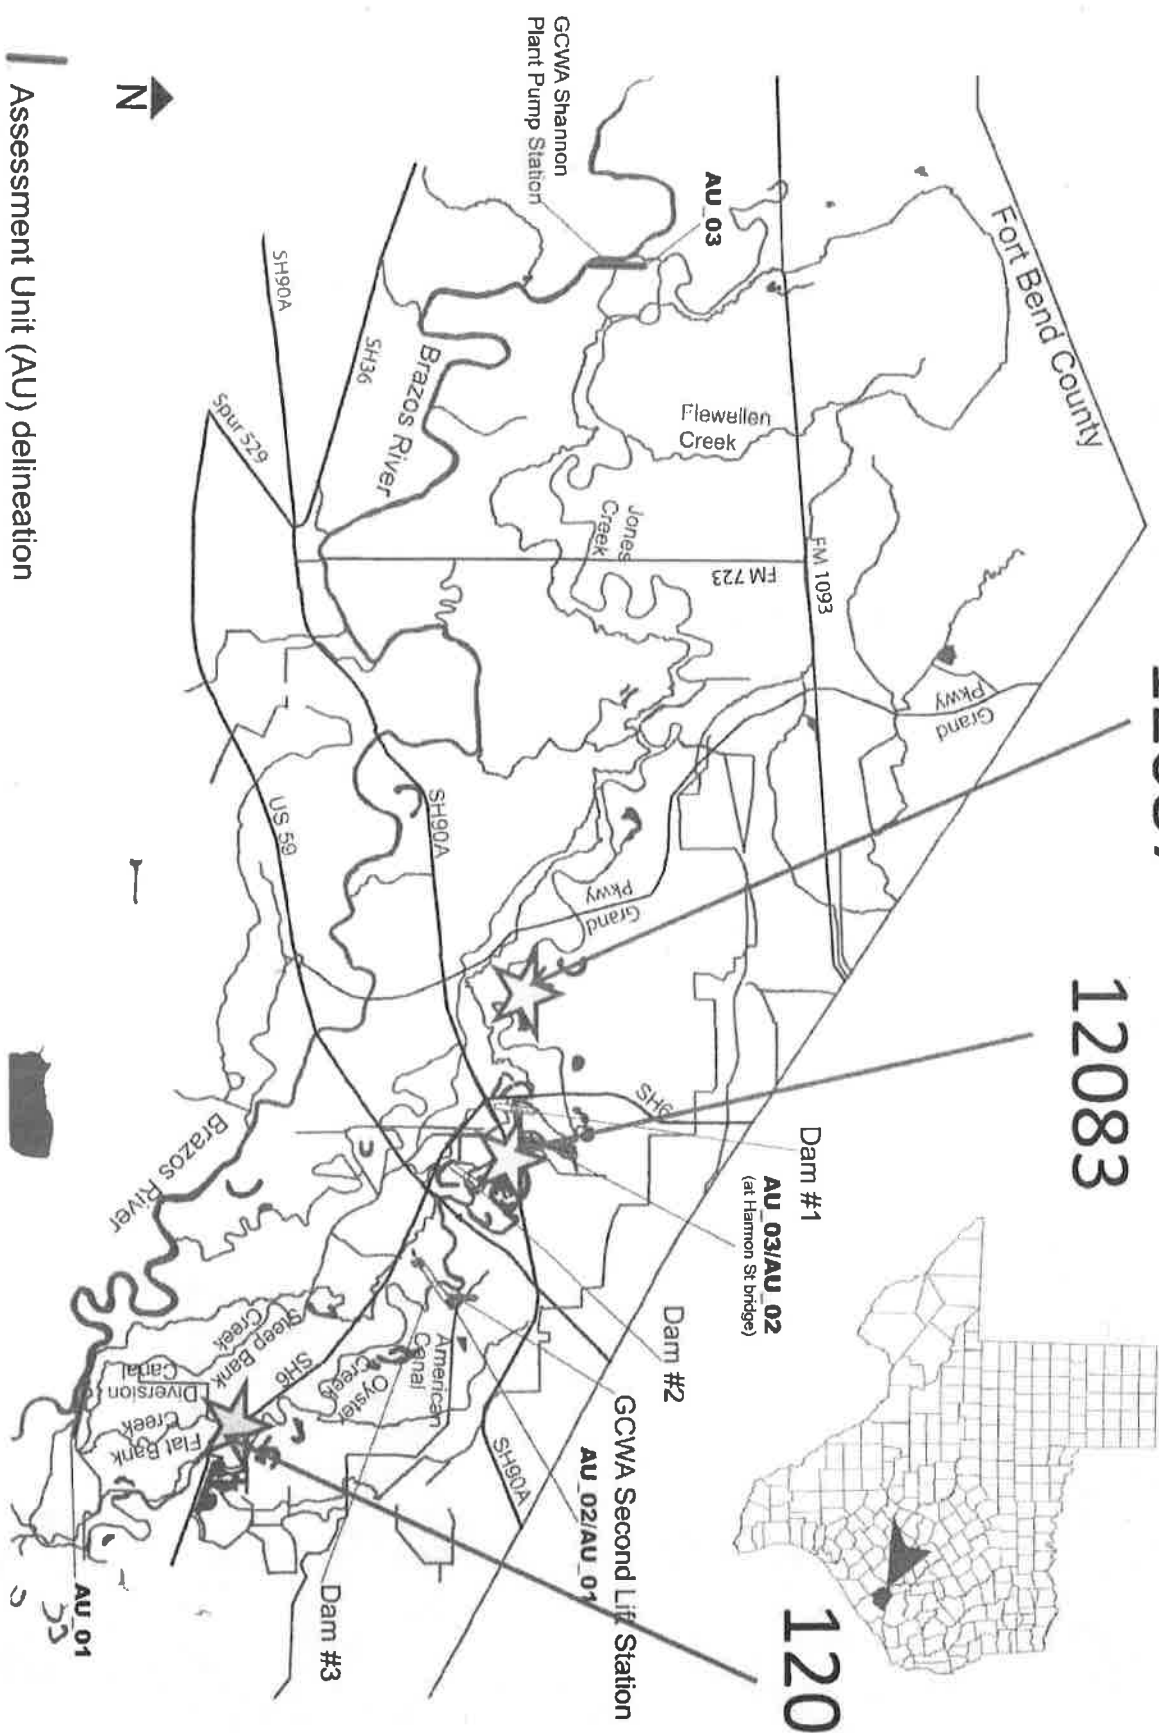 12083
120
Fort Bend County
GCWA Shannon
Plant Pump Station
AU_03
Flewellen
Creek
Jones
Creek
FM 723
FM 1093
Grand
Pkwy
SH90A
SH36
Spur 529
Brazos River
US 59
SH90A
Grand
Pkwy
SH6
Dam #1
AU_03/AU_02
(at Harmon St bridge)
Dam #2
GCWA Second Lift Station
AU_02/AU_01
Dam #3
SH90A
American
Canal
Oyster
Creek
SH6
Steep Bank
Creek
Diversion
Canal
Flat Bank
Creek
Brazos River
AU_01
N
Assessment Unit (AU) delineation